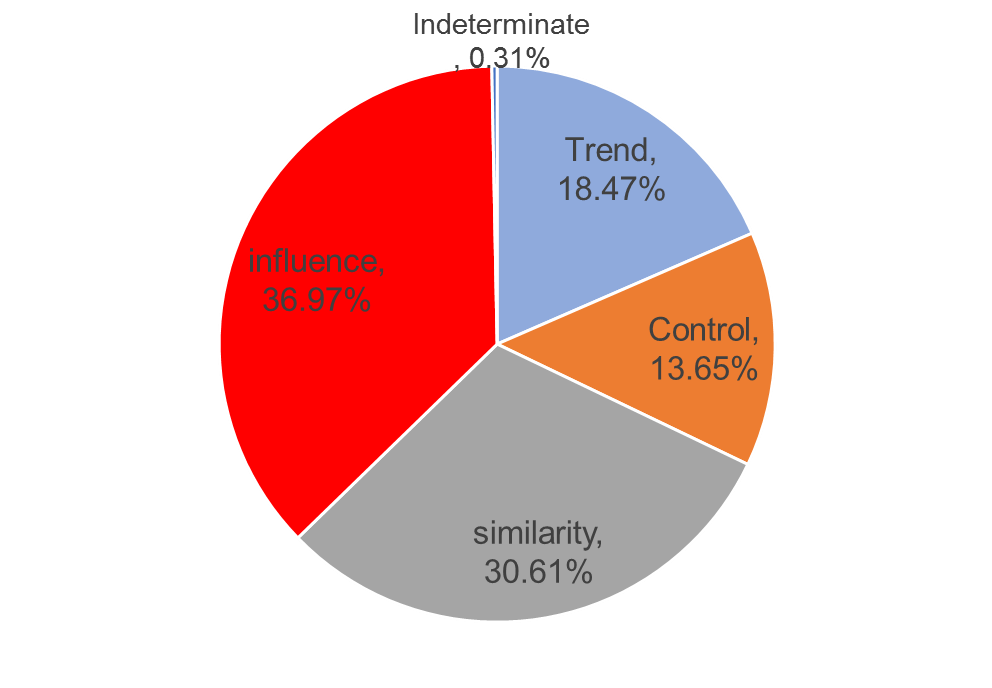 Indeterminate
, 0.31%
Trend,
18.47%
influence,
36.97%
Control,
13.65%
similarity,
30.61%